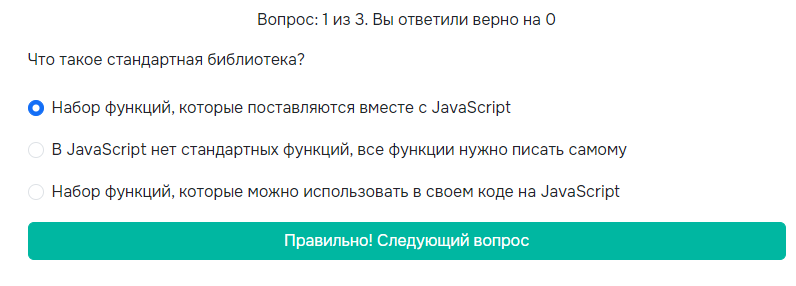 Вопрос: 1 из 3. Вы ответили верно на 0
Что такое стандартная библиотека?
Набор функций, которые поставляются вместе с JavaScript
В JavaScript нет стандартных функций, все функции нужно писать самому
Набор функций, которые можно использовать в своем коде на JavaScript
Правильно! Следующий вопрос